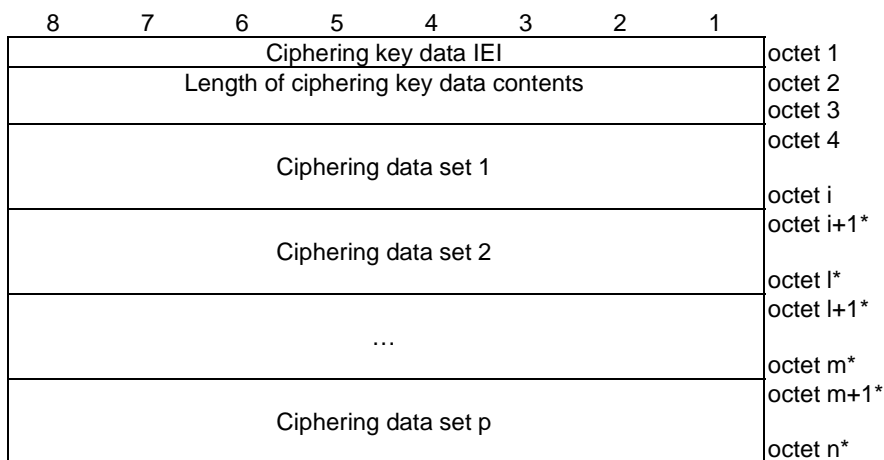 8 7 6 5 4 3 2 1
Ciphering key data IEI octet 1
Length of ciphering key data contents octet 2
octet 3
octet 4
Ciphering data set 1
octet i
octet i+1*
Ciphering data set 2
octet l*
octet l+1*
…
octet m*
octet m+1*
Ciphering data set p
octet n*